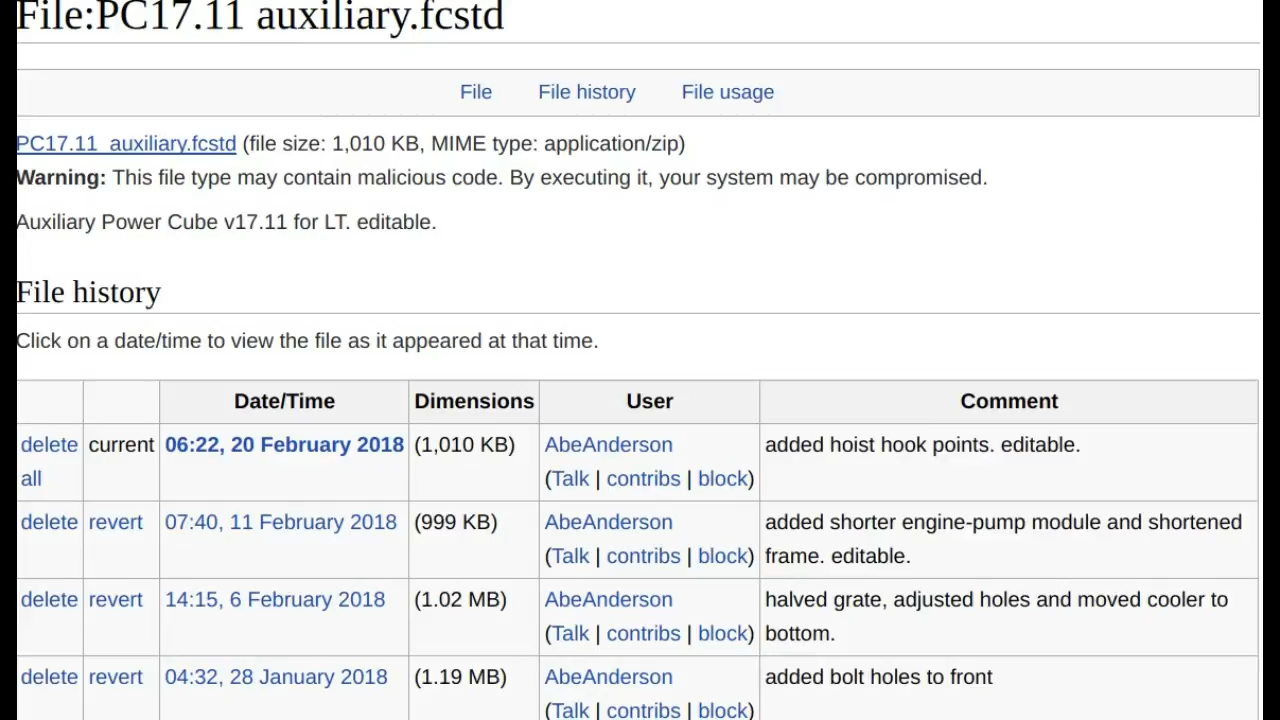 File:PC17.11 auxiliary.fcstd
File File history File usage
PC17.11 auxiliary.fcstd (file size: 1,010 KB, MIME type: application/zip)
Warning: This file type may contain malicious code. By executing it, your system may be compromised.
Auxiliary Power Cube v17.11 for LT. editable.
File history
Click on a date/time to view the file as it appeared at that time.
Date/Time Dimensions User Comment
delete current 06:22, 20 February 2018 (1,010 KB) AbeAnderson added hoist hook points. editable.
all (Talk | contribs | block)
delete revert 07:40, 11 February 2018 (999 KB) AbeAnderson added shorter engine-pump module and shortened
(Talk | contribs | block) frame. editable.
delete revert 14:15, 6 February 2018 (1.02 MB) AbeAnderson halved grate, adjusted holes and moved cooler to
(Talk | contribs | block) bottom.
delete revert 04:32, 28 January 2018 (1.19 MB) AbeAnderson added bolt holes to front
(Talk | contribs | block)